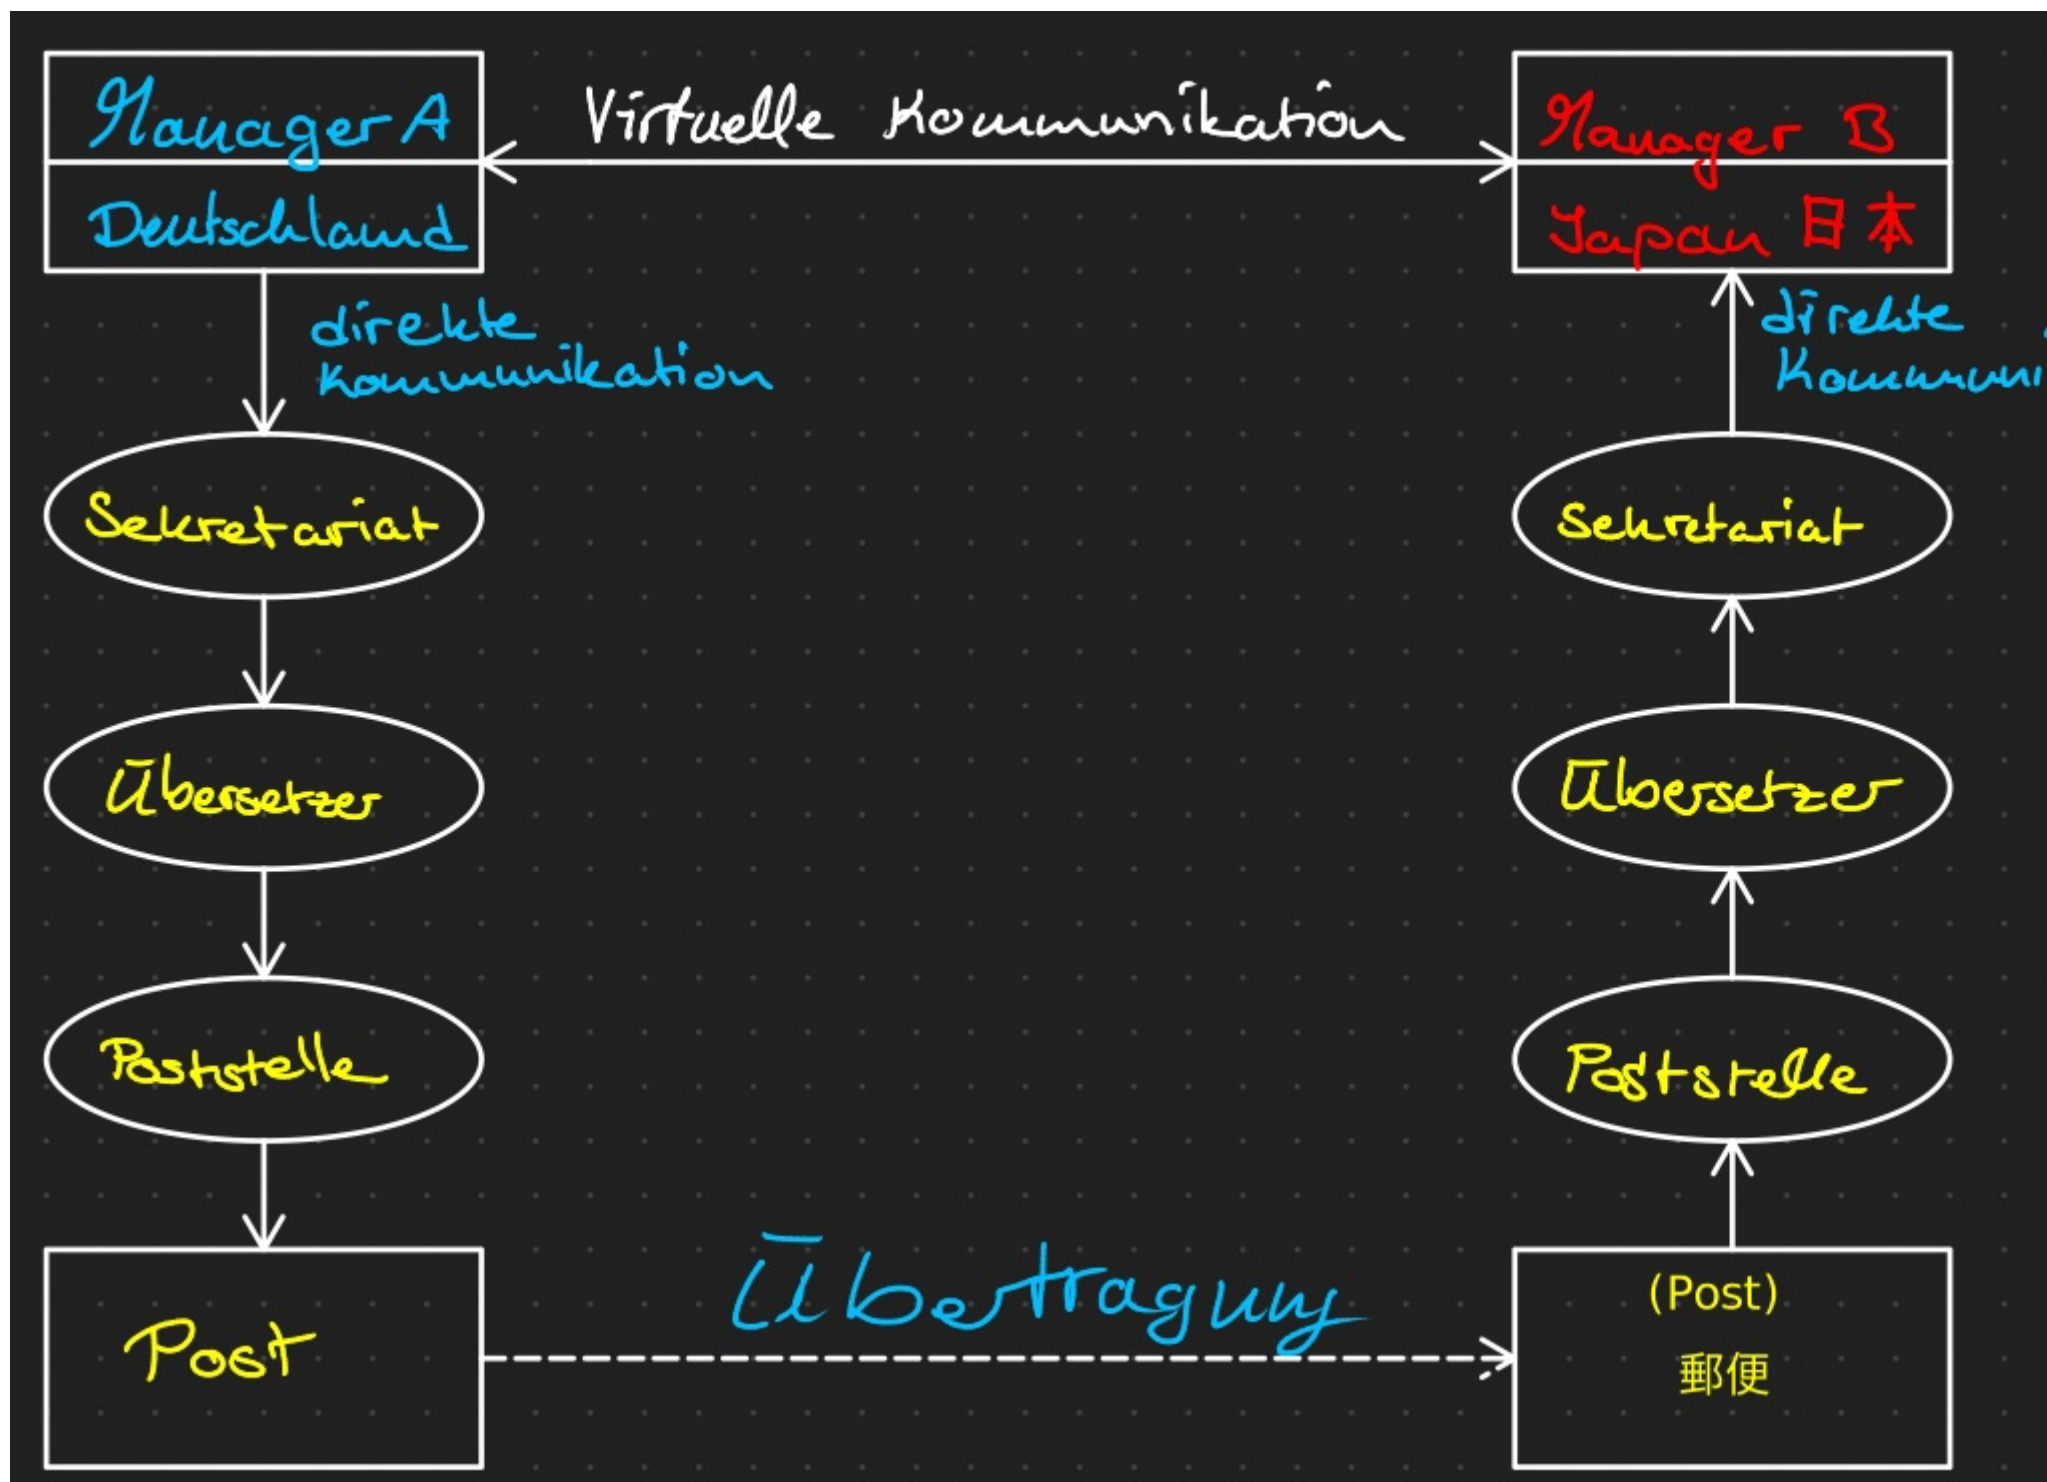 Manager A
Deutschland
Virtuelle Kommunikation
Manager B
Japan 日本
direkte
Kommunikation
direkte
Kommuni
Sekretariat
Sekretariat
Übersetzer
Übersetzer
Poststelle
Poststelle
Post
Übertragung
(Post)
郵便